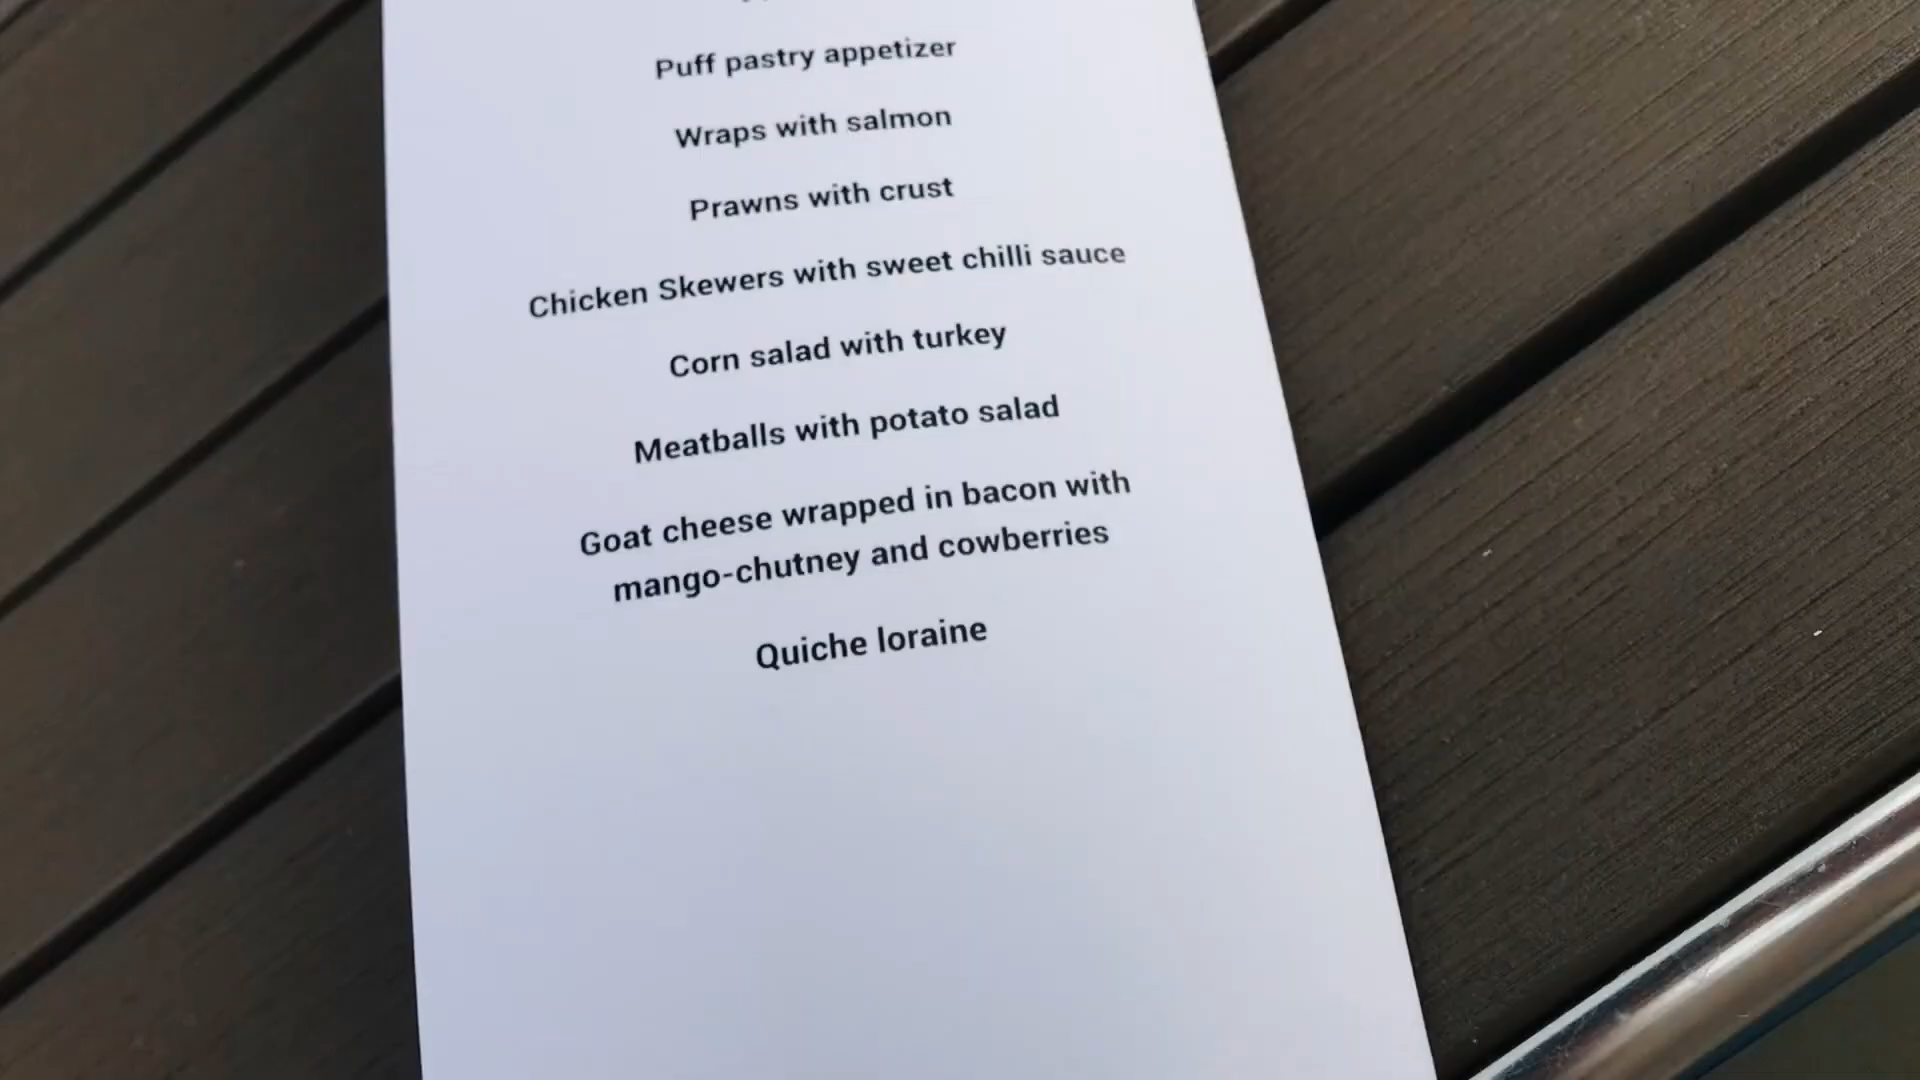 Puff pastry appetizer
Wraps with salmon
Prawns with crust
Chicken Skewers with sweet chilli sauce
Corn salad with turkey
Meatballs with potato salad
Goat cheese wrapped in bacon with
mango-chutney and cowberries
Quiche loraine